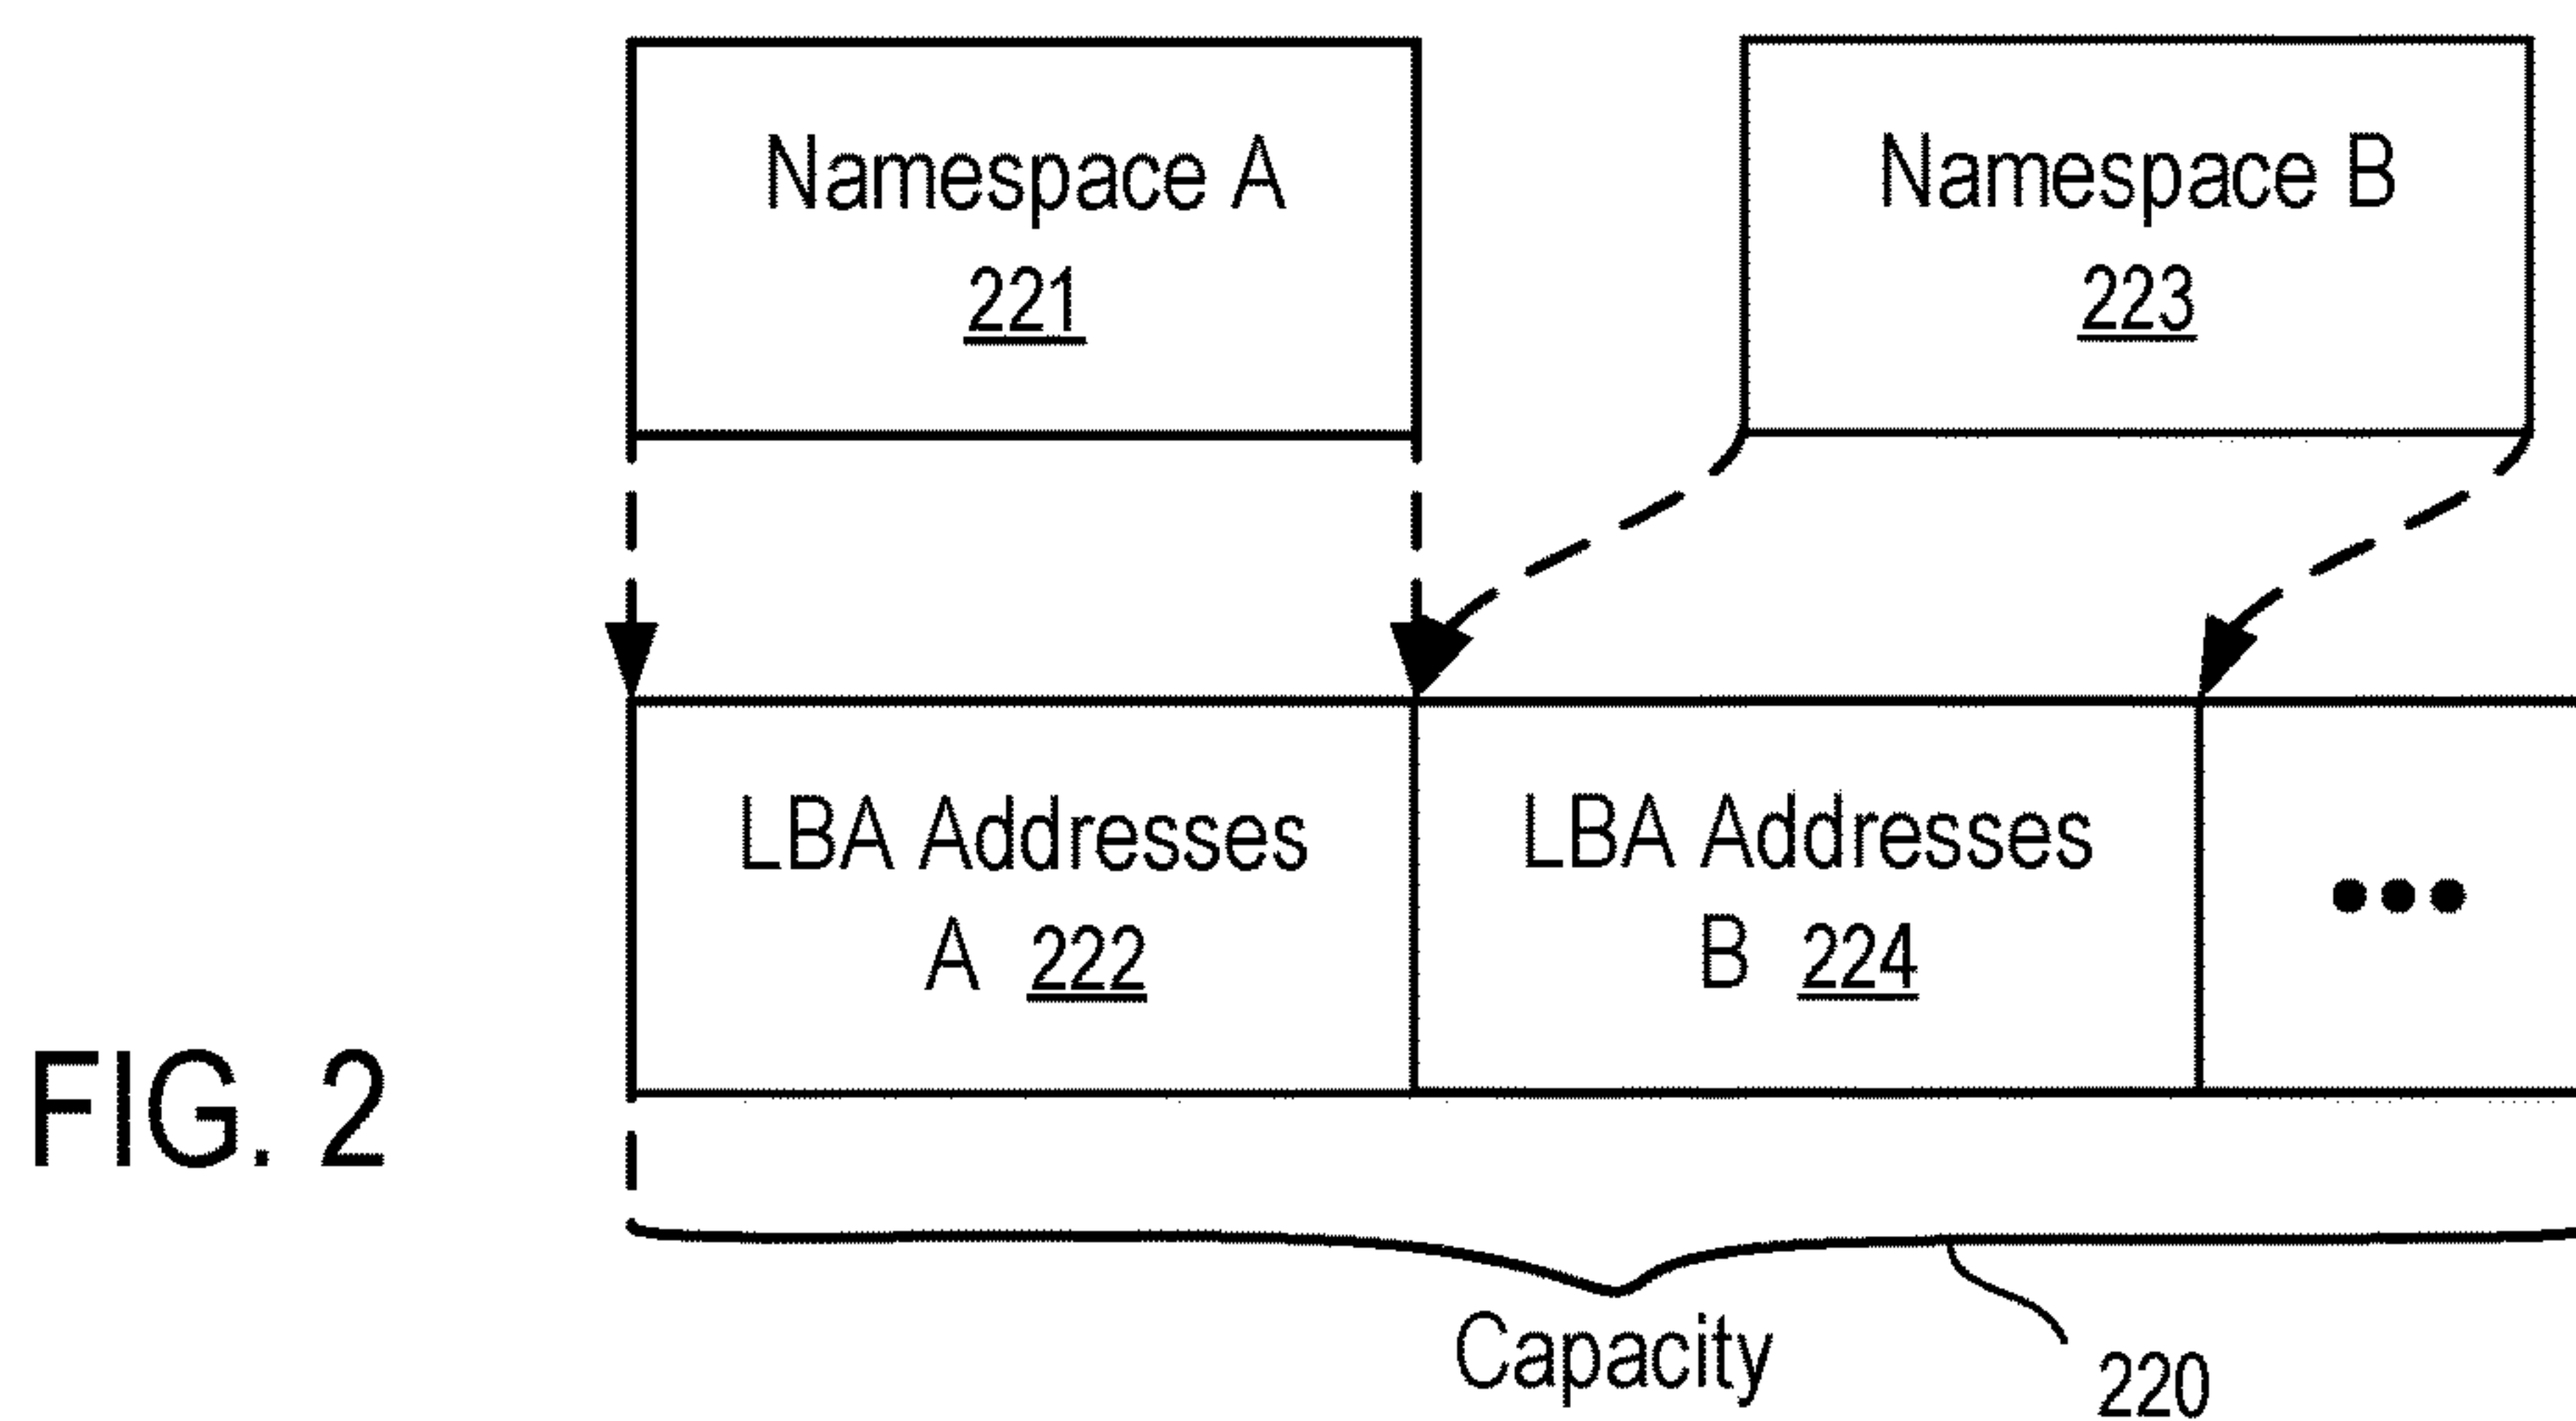 Namespace A
221
Namespace B
223
LBA Addresses
A 222
LBA Addresses
B 224
•••
FIG. 2
Capacity
220